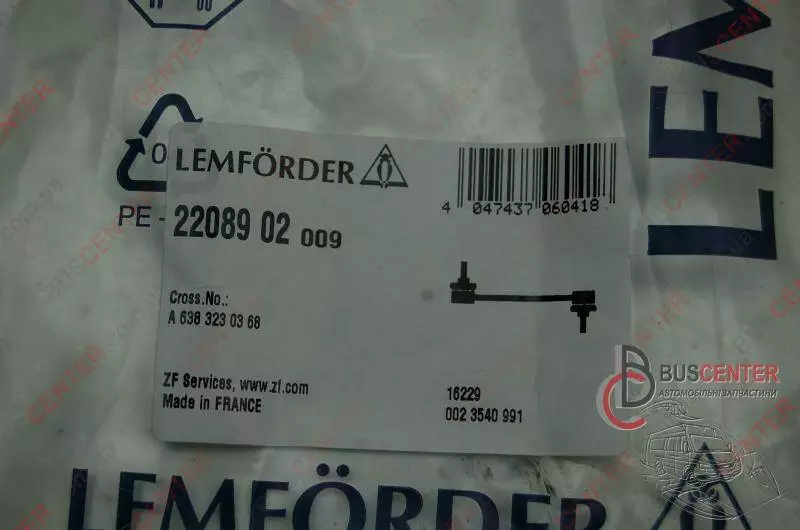 LEMFÖRDER
4 047437 060418
PE -
22089 02 009
Cross.No.:
A 638 323 03 68
ZF Services, www.zf.com
Made in FRANCE
16229
002 3540 991
BUSCENTER
АВТОМОБІЛЬНІ ЗАПЧАСТИНИ
LEM
LEMFÖRDER